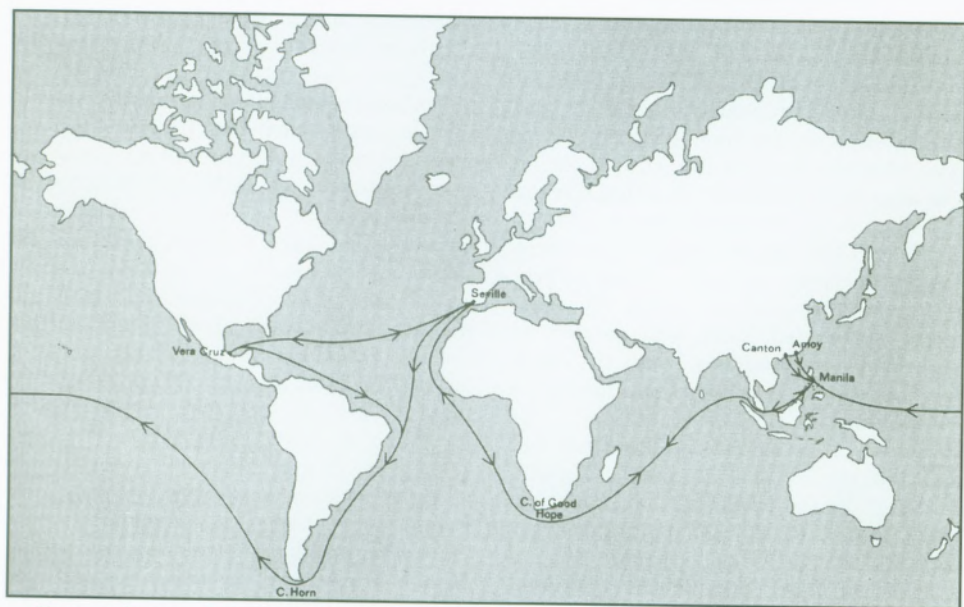 Seville
Vera Cruz
Canton
Amoy
Manila
C. of Good
Hope
C. Horn